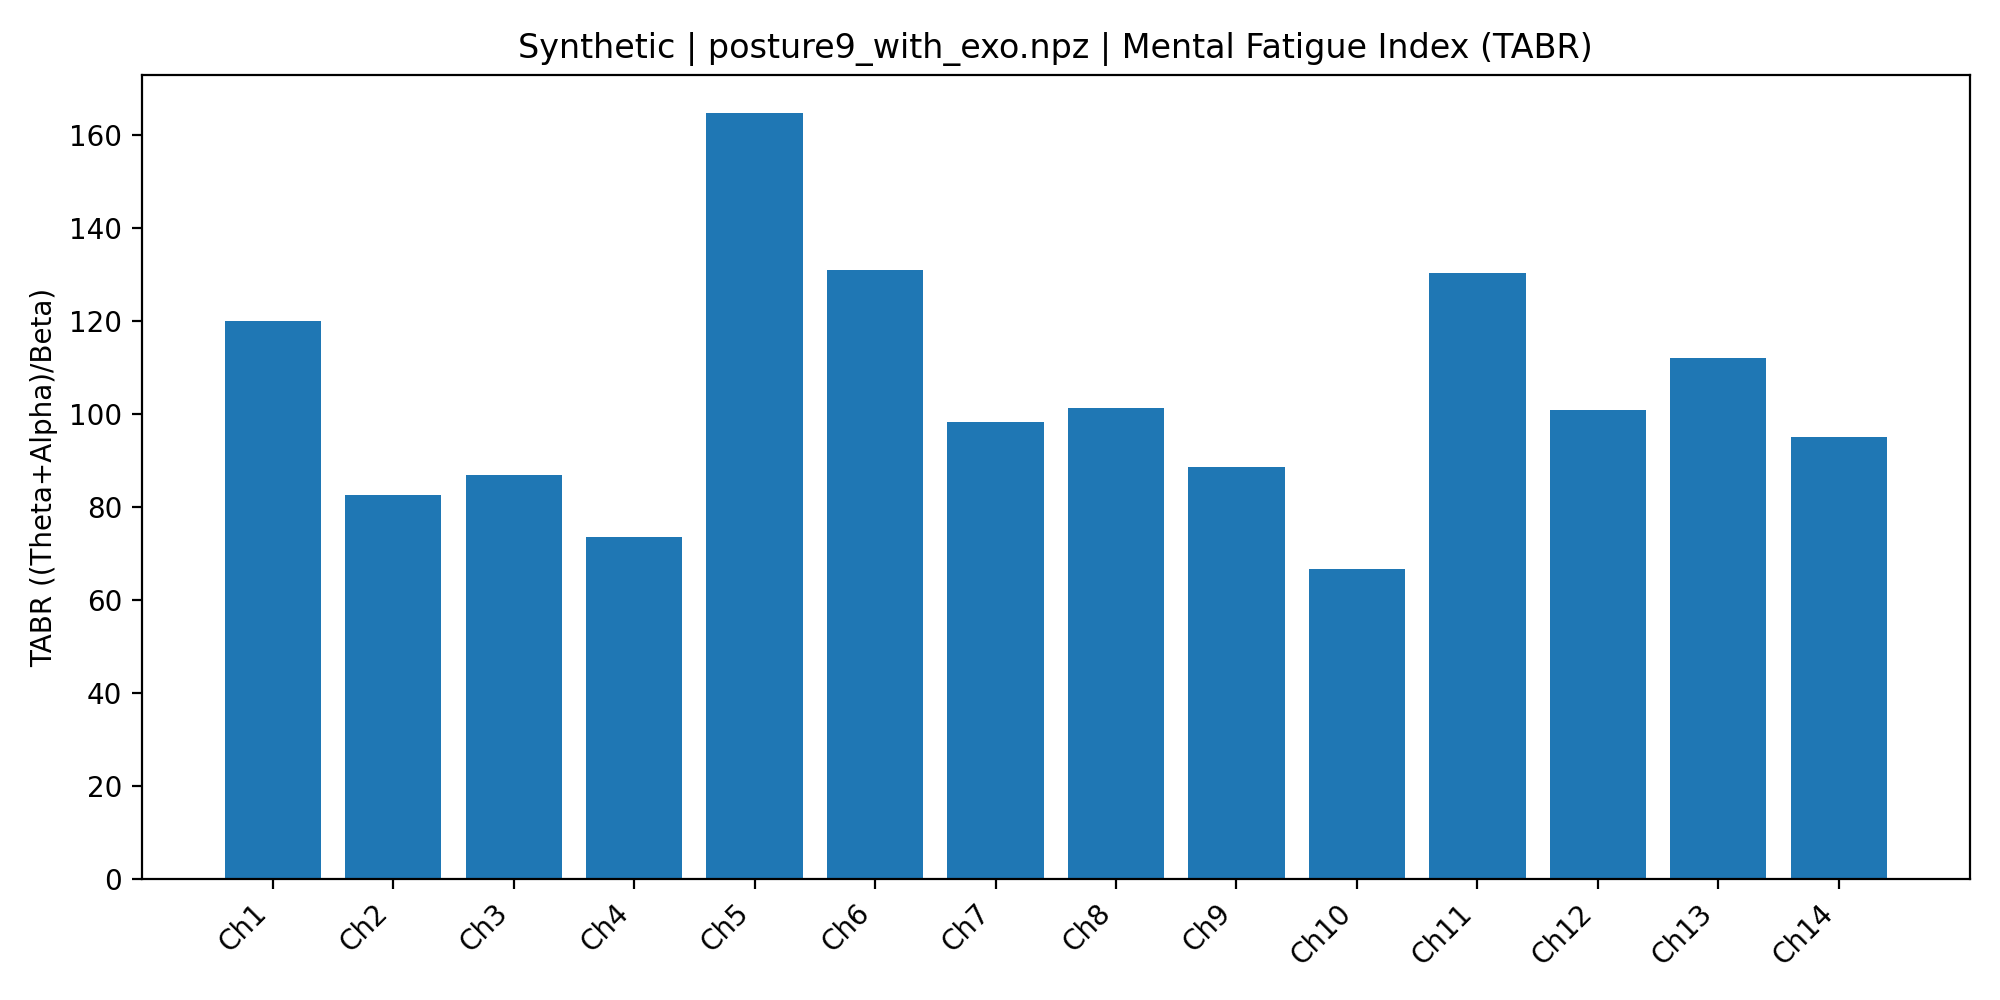 Synthetic | posture9_with_exo.npz | Mental Fatigue Index (TABR)
TABR ((Theta+Alpha)/Beta)
160
140
120
100
80
60
40
20
0
Ch1
Ch2
Ch3
Ch4
Ch5
Ch6
Ch7
Ch8
Ch9
Ch10
Ch11
Ch12
Ch13
Ch14